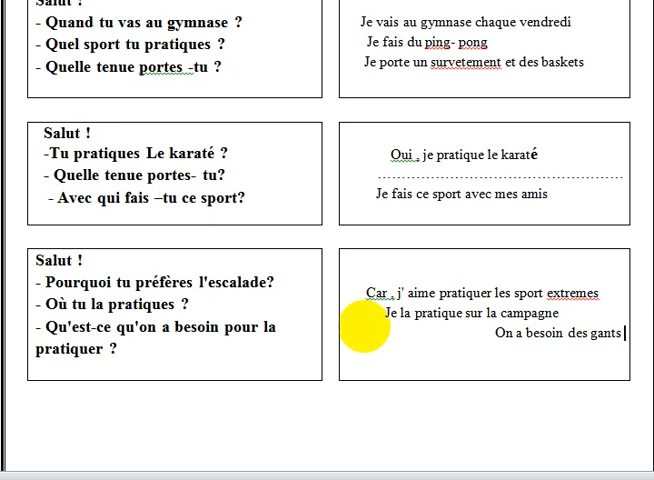 Salut !
- Quand tu vas au gymnase ?
- Quel sport tu pratiques ?
- Quelle tenue portes -tu ?
Je vais au gymnase chaque vendredi
Je fais du ping- pong
Je porte un survetement et des baskets
Salut !
-Tu pratiques Le karaté ?
- Quelle tenue portes- tu?
- Avec qui fais –tu ce sport?
Oui , je pratique le karaté
Je fais ce sport avec mes amis
Salut !
- Pourquoi tu préfères l'escalade?
- Où tu la pratiques ?
- Qu'est-ce qu'on a besoin pour la
pratiquer ?
Car , j' aime pratiquer les sport extremes
Je la pratique sur la campagne
On a besoin des gants